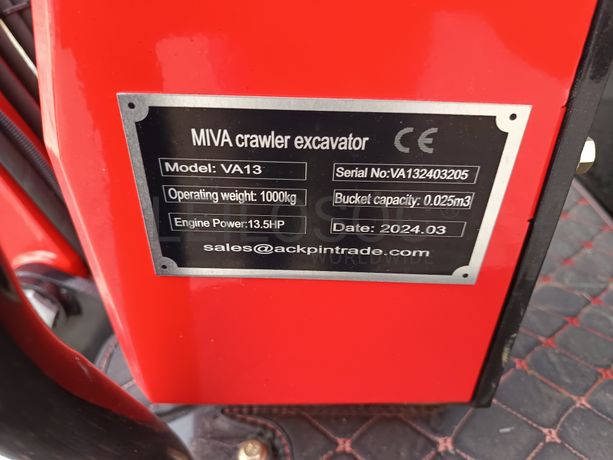 MIVA crawler excavator CE
Model: VA13 Serial No:VA132403205
Operating weight: 1000kg Bucket capacity: 0.025m3
Engine Power:13.5HP Date: 2024.03
sales@ackpintrade.com
WORLDWIDE